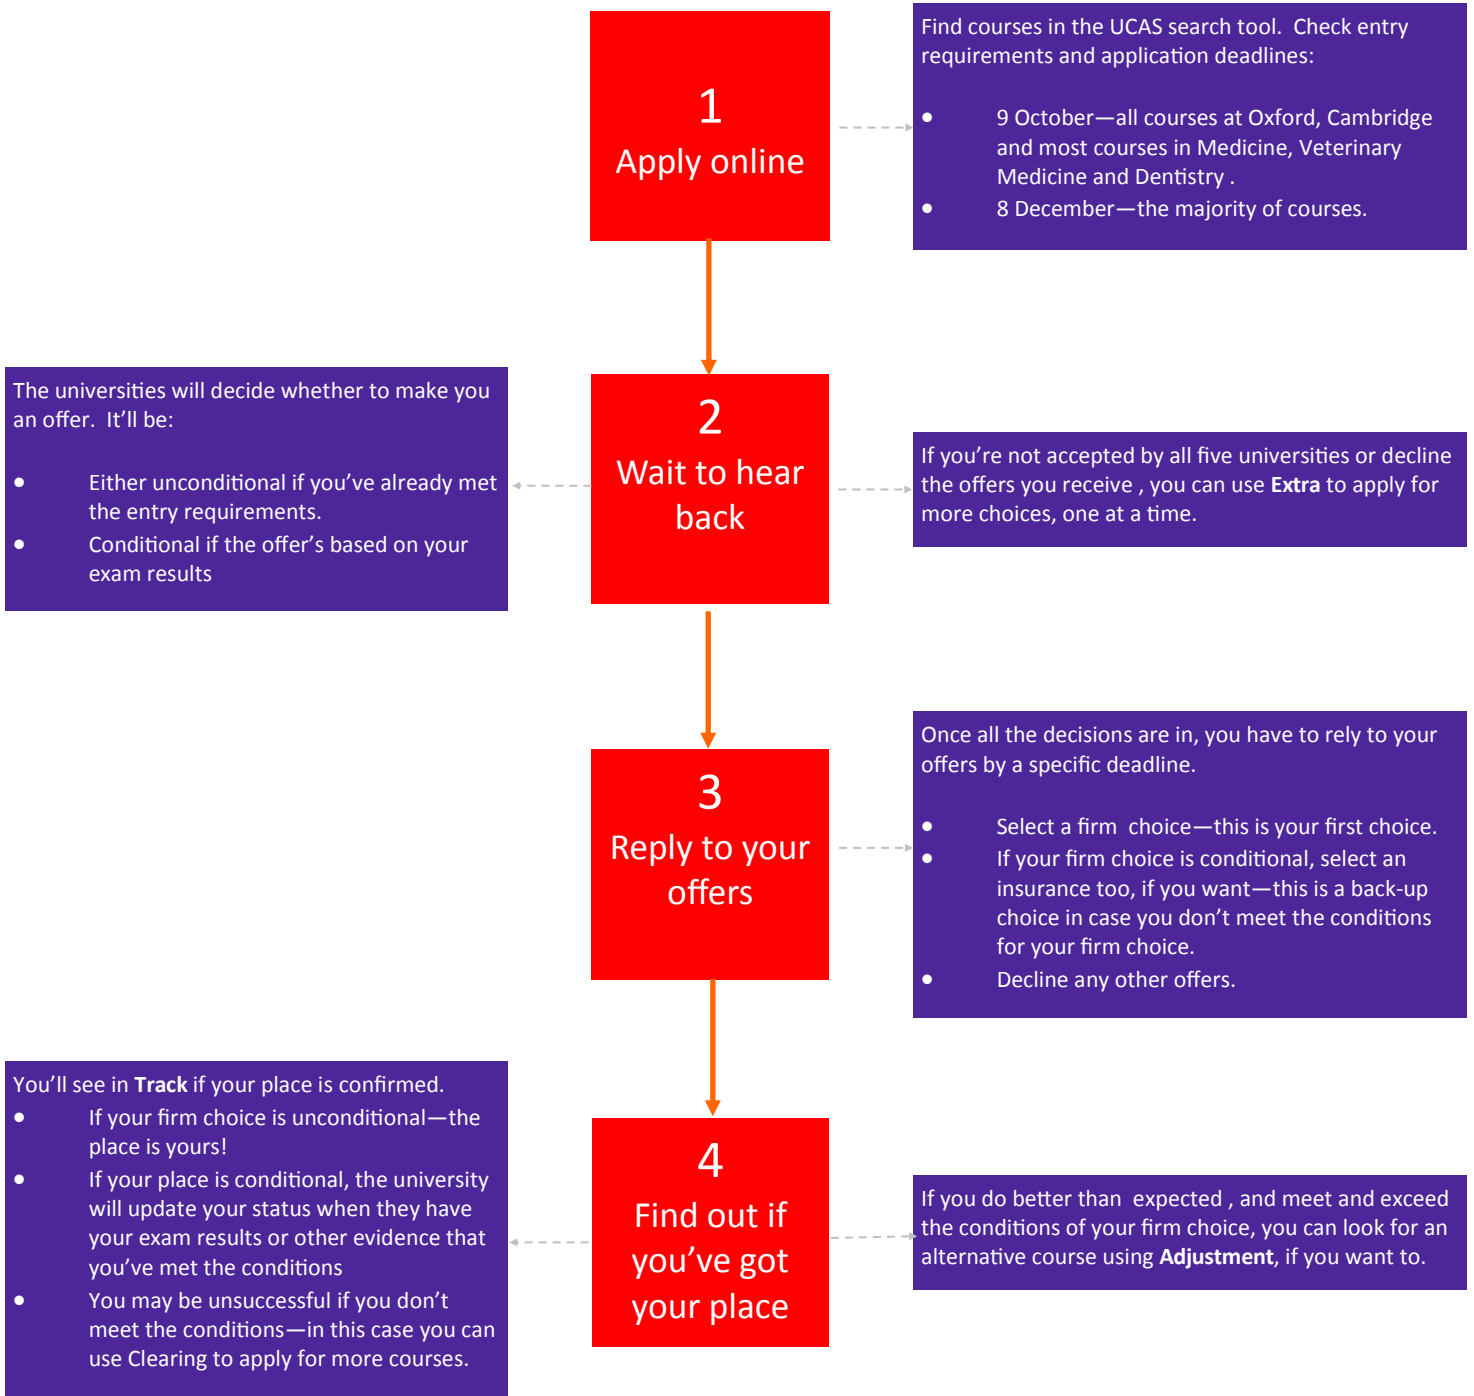 1
Apply online
Find courses in the UCAS search tool.  Check entry
requirements and application deadlines:
● 9 October—all courses at Oxford, Cambridge
and most courses in Medicine, Veterinary
Medicine and Dentistry .
● 8 December—the majority of courses.
The universities will decide whether to make you
an offer.  It’ll be:
● Either unconditional if you’ve already met
the entry requirements.
● Conditional if the offer’s based on your
exam results
2
Wait to hear
back
If you’re not accepted by all five universities or decline
the offers you receive , you can use Extra to apply for
more choices, one at a time.
3
Reply to your
offers
Once all the decisions are in, you have to rely to your
offers by a specific deadline.
● Select a firm  choice—this is your first choice.
● If your firm choice is conditional, select an
insurance too, if you want—this is a back-up
choice in case you don’t meet the conditions
for your firm choice.
● Decline any other offers.
You’ll see in Track if your place is confirmed.
● If your firm choice is unconditional—the
place is yours!
● If your place is conditional, the university
will update your status when they have
your exam results or other evidence that
you’ve met the conditions
● You may be unsuccessful if you don’t
meet the conditions—in this case you can
use Clearing to apply for more courses.
4
Find out if
you’ve got
your place
If you do better than  expected , and meet and exceed
the conditions of your firm choice, you can look for an
alternative course using Adjustment, if you want to.